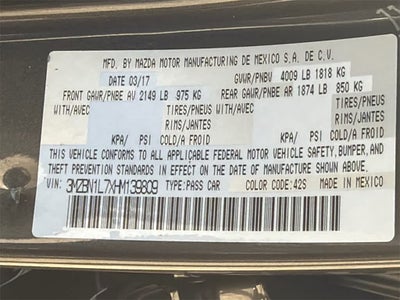 MFD. BY MAZDA MOTOR MANUFACTURING DE MEXICO S.A. DE C.V.
DATE 03/17 GVWR/PNBV 4009 LB 1818 KG
FRONT GAWR/PNBE AV 2149 LB 975 KG REAR GAWR/PNBE AR 1874 LB 850 KG
WITH/AVEC TIRES/PNEUS WITH/AVEC TIRES/PNEUS
RIMS/JANTES RIMS/JANTES
KPA/ PSI COLD/A FROID KPA/ PSI COLD/A FROID
THIS VEHICLE CONFORMS TO ALL APPLICABLE FEDERAL MOTOR VEHICLE SAFETY, BUMPER, AND
THEFT PREVENTION STANDARDS IN EFFECT ON THE DATE OF MANUFACTURE SHOWN ABOVE.
VIN: 3MZBN1L7XHM139809 TYPE: PASS CAR COLOR CODE: 42S MADE IN MEXICO